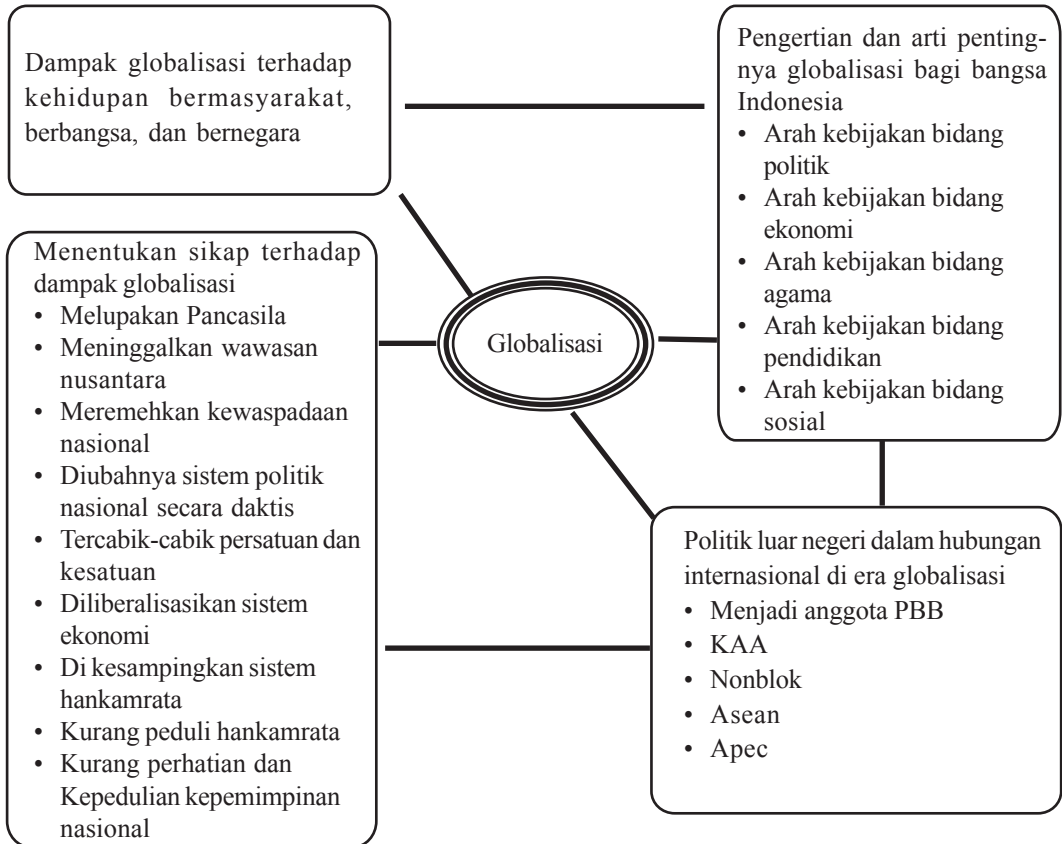 Dampak globalisasi terhadap
kehidupan bermasyarakat,
berbangsa, dan bernegara
Pengertian dan arti penting-
nya globalisasi bagi bangsa
Indonesia
• Arah kebijakan bidang
politik
• Arah kebijakan bidang
ekonomi
• Arah kebijakan bidang
agama
• Arah kebijakan bidang
pendidikan
• Arah kebijakan bidang
sosial
Menentukan sikap terhadap
dampak globalisasi
• Melupakan Pancasila
• Meninggalkan wawasan
nusantara
• Meremehkan kewaspadaan
nasional
• Diubahnya sistem politik
nasional secara daktis
• Tercabik-cabik persatuan dan
kesatuan
• Diliberalisasikan sistem
ekonomi
• Di kesampingkan sistem
hankamrata
• Kurang peduli hankamrata
• Kurang perhatian dan
Kepedulian kepemimpinan
nasional
Globalisasi
Politik luar negeri dalam hubungan
internasional di era globalisasi
• Menjadi anggota PBB
• KAA
• Nonblok
• Asean
• Apec